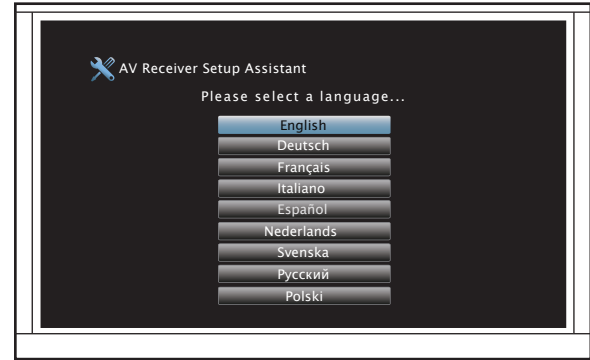 AV Receiver Setup Assistant
Please select a language...
English
Deutsch
Français
Italiano
Español
Nederlands
Svenska
Русский
Polski